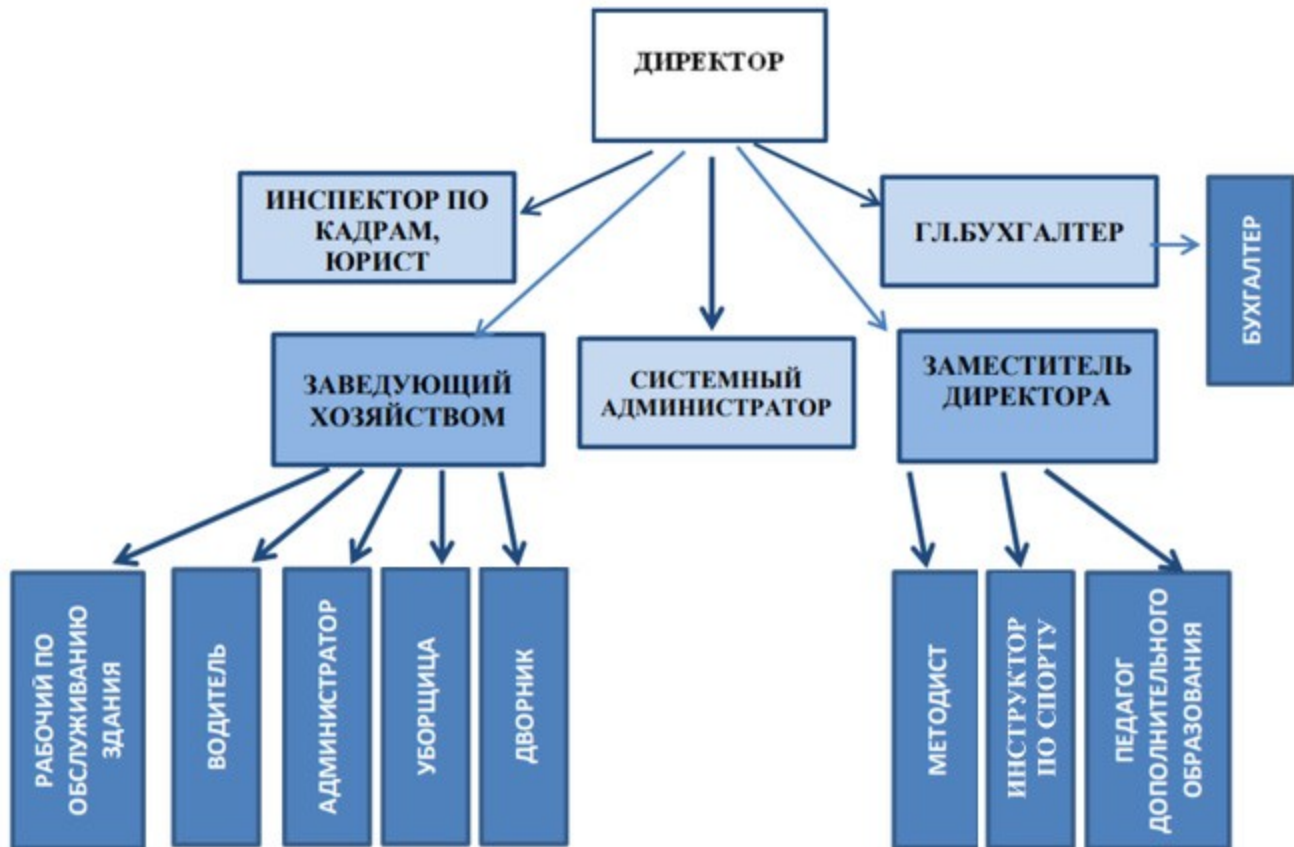 ДИРЕКТОР
ИНСПЕКТОР ПО
КАДРАМ,
ЮРИСТ
ГЛ.БУХГАЛТЕР
БУХГАЛТЕР
ЗАВЕДУЮЩИЙ
ХОЗЯЙСТВОМ
СИСТЕМНЫЙ
АДМИНИСТРАТОР
ЗАМЕСТИТЕЛЬ
ДИРЕКТОРА
РАБОЧИЙ ПО
ОБСЛУЖИВАНИЮ
ЗДАНИЯ
ВОДИТЕЛЬ
АДМИНИСТРАТОР
УБОРЩИЦА
ДВОРНИК
МЕТОДИСТ
ИНСТРУКТОР
ПО СПОРТУ
ПЕДАГОГ
ДОПОЛНИТЕЛЬНОГО
ОБРАЗОВАНИЯ